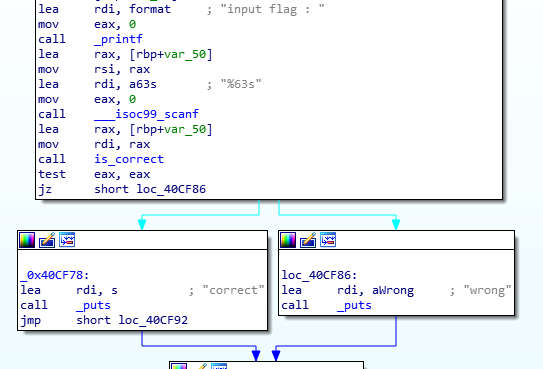 lea rdi, format ; "input flag : "
mov eax, 0
call _printf
lea rax, [rbp+var_50]
mov rsi, rax
lea rdi, a63s ; "%63s"
mov eax, 0
call ___isoc99_scanf
lea rax, [rbp+var_50]
mov rdi, rax
call is_correct
test eax, eax
jz short loc_40CF86
_0x40CF78:
lea rdi, s ; "correct"
call _puts
jmp short loc_40CF92
loc_40CF86:
lea rdi, aWrong ; "wrong"
call _puts